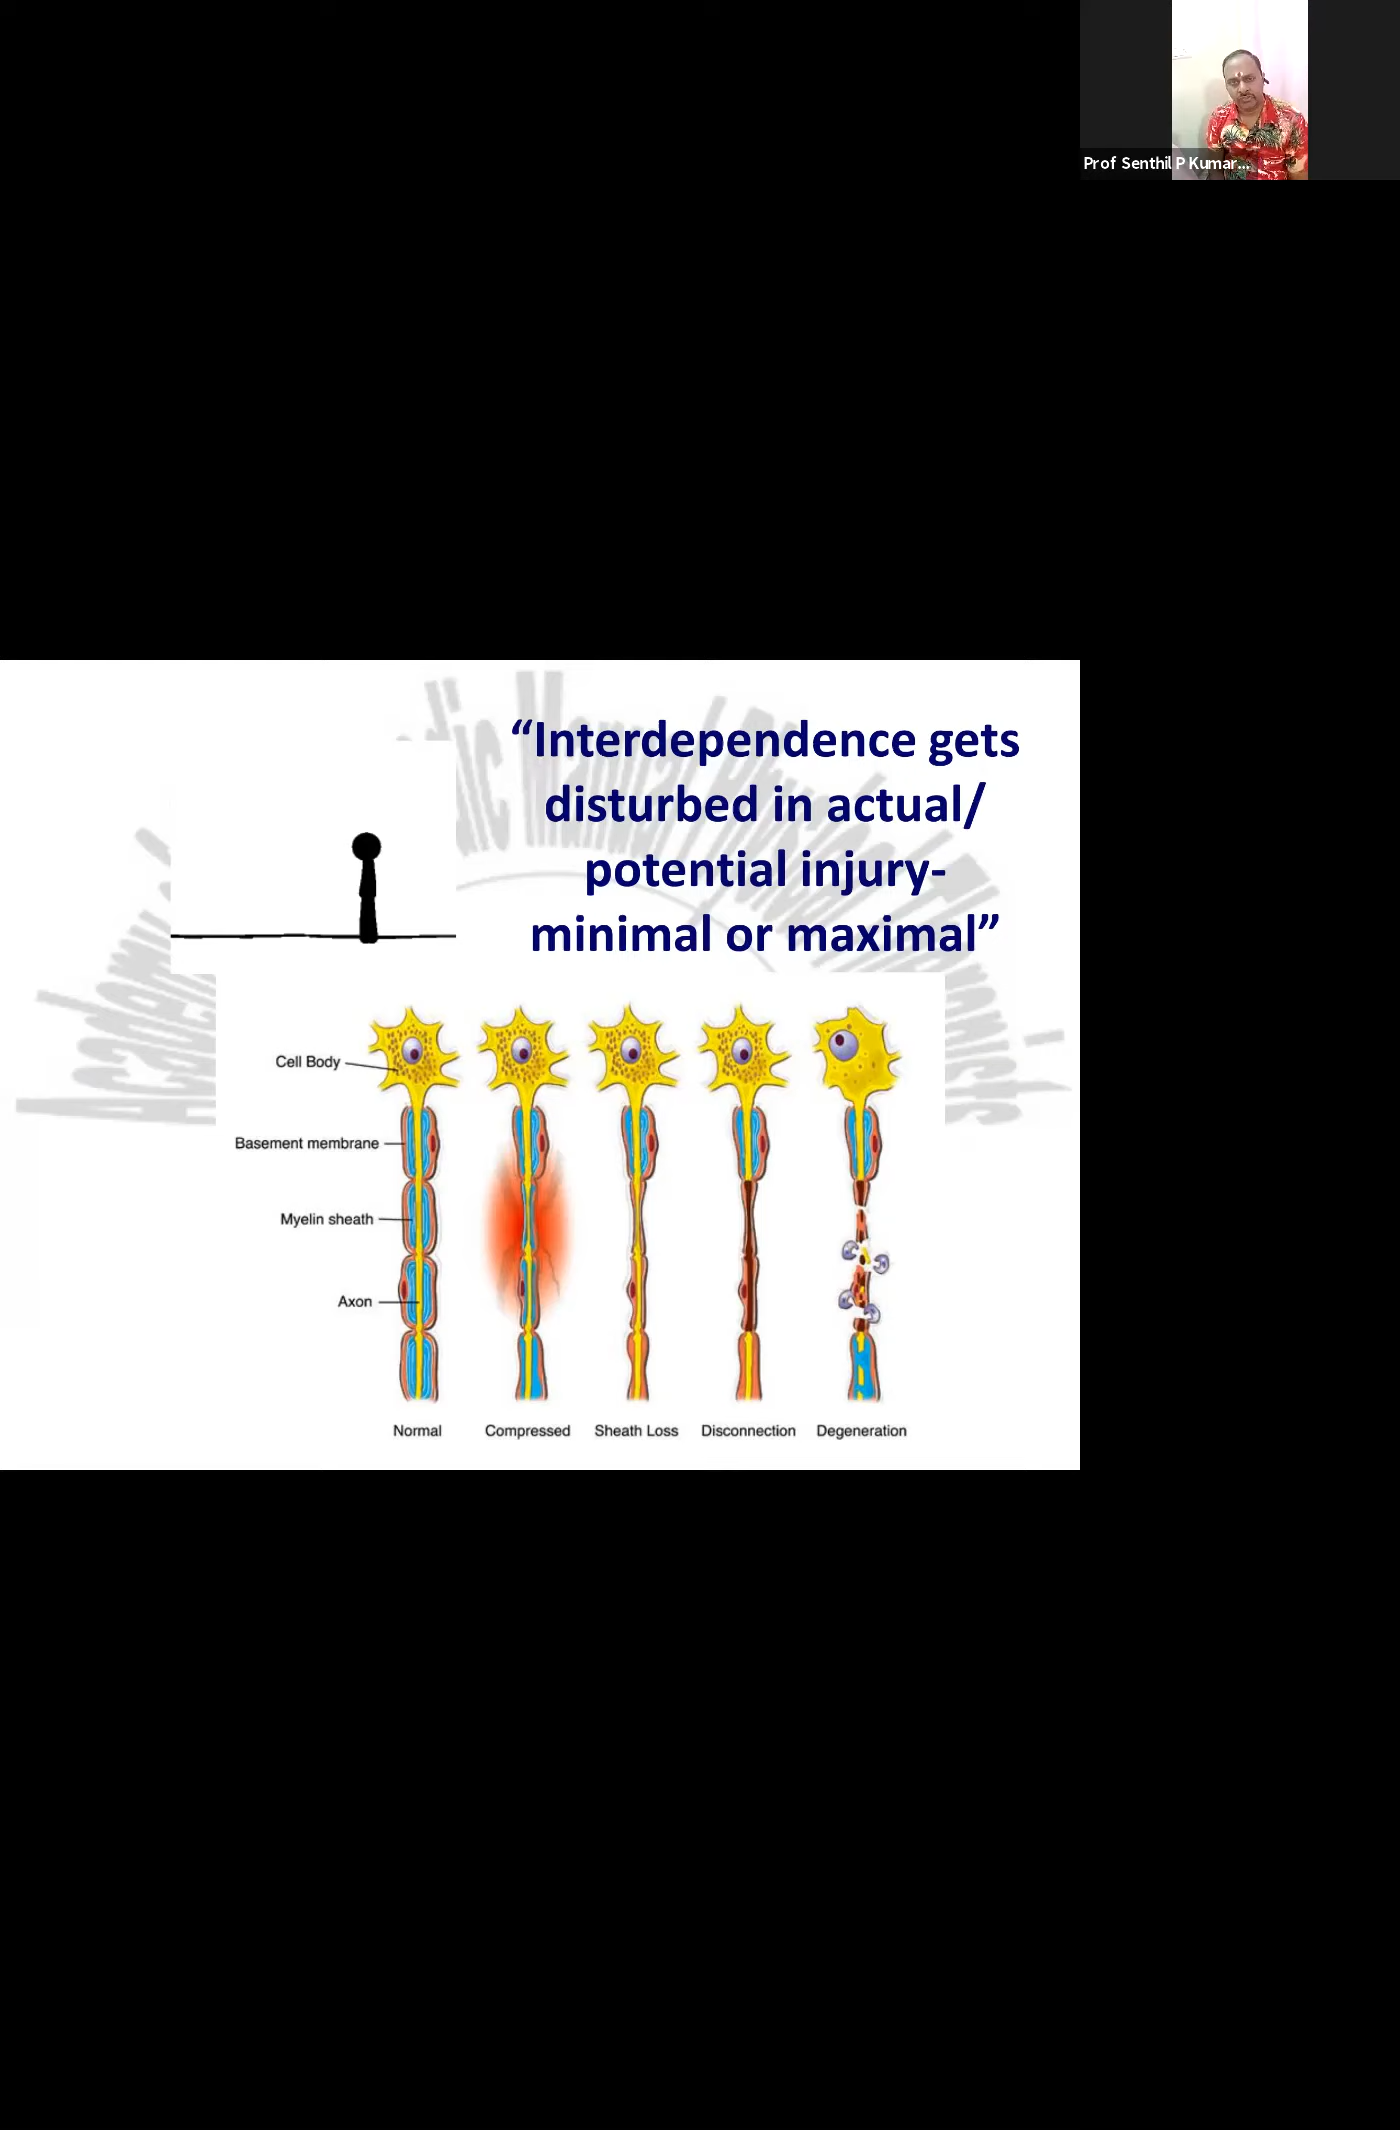 Prof Senthil P Kumar...
“Interdependence gets
disturbed in actual/
potential injury-
minimal or maximal”
Cell Body
Basement membrane
Myelin sheath
Axon
Normal Compressed Sheath Loss Disconnection Degeneration